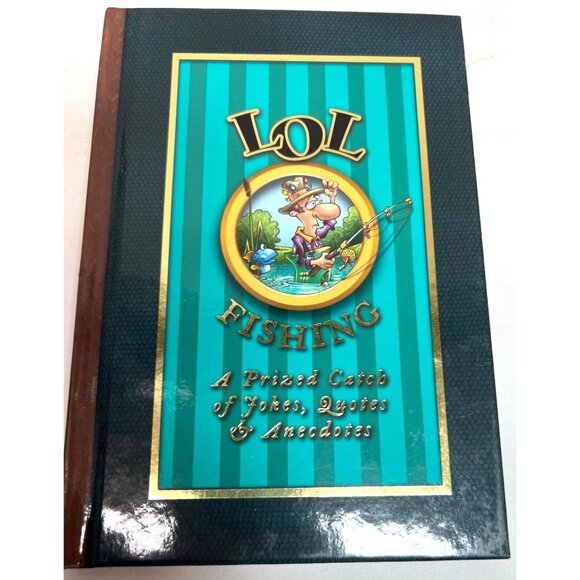 LOL
FISHING
A Prized Catch
of Jokes, Quotes
& Anecdotes